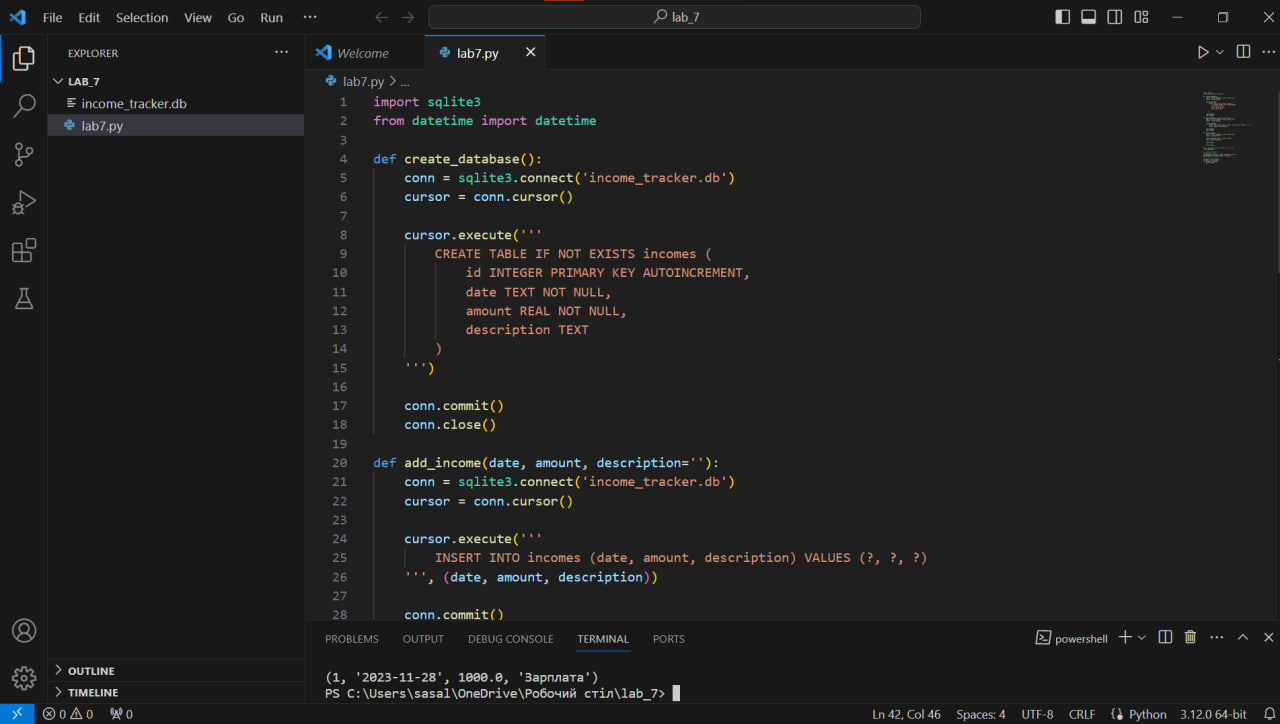 File Edit Selection View Go Run ··· lab_7
EXPLORER ···
LAB_7
income_tracker.db
lab7.py
OUTLINE
TIMELINE
Welcome lab7.py
lab7.py > ...
1 import sqlite3
2 from datetime import datetime
3
4 def create_database():
5     conn = sqlite3.connect('income_tracker.db')
6     cursor = conn.cursor()
7
8     cursor.execute('''
9         CREATE TABLE IF NOT EXISTS incomes (
10             id INTEGER PRIMARY KEY AUTOINCREMENT,
11             date TEXT NOT NULL,
12             amount REAL NOT NULL,
13             description TEXT
14         )
15     ''')
16
17     conn.commit()
18     conn.close()
19
20 def add_income(date, amount, description=''):
21     conn = sqlite3.connect('income_tracker.db')
22     cursor = conn.cursor()
23
24     cursor.execute('''
25         INSERT INTO incomes (date, amount, description) VALUES (?, ?, ?)
26     ''', (date, amount, description))
27
28     conn.commit()
PROBLEMS OUTPUT DEBUG CONSOLE TERMINAL PORTS powershell
(1, '2023-11-28', 1000.0, 'Зарплата')
PS C:\Users\sasal\OneDrive\Робочий стіл\lab_7>
0 0 0 Ln 42, Col 46 Spaces: 4 UTF-8 CRLF Python 3.12.0 64-bit